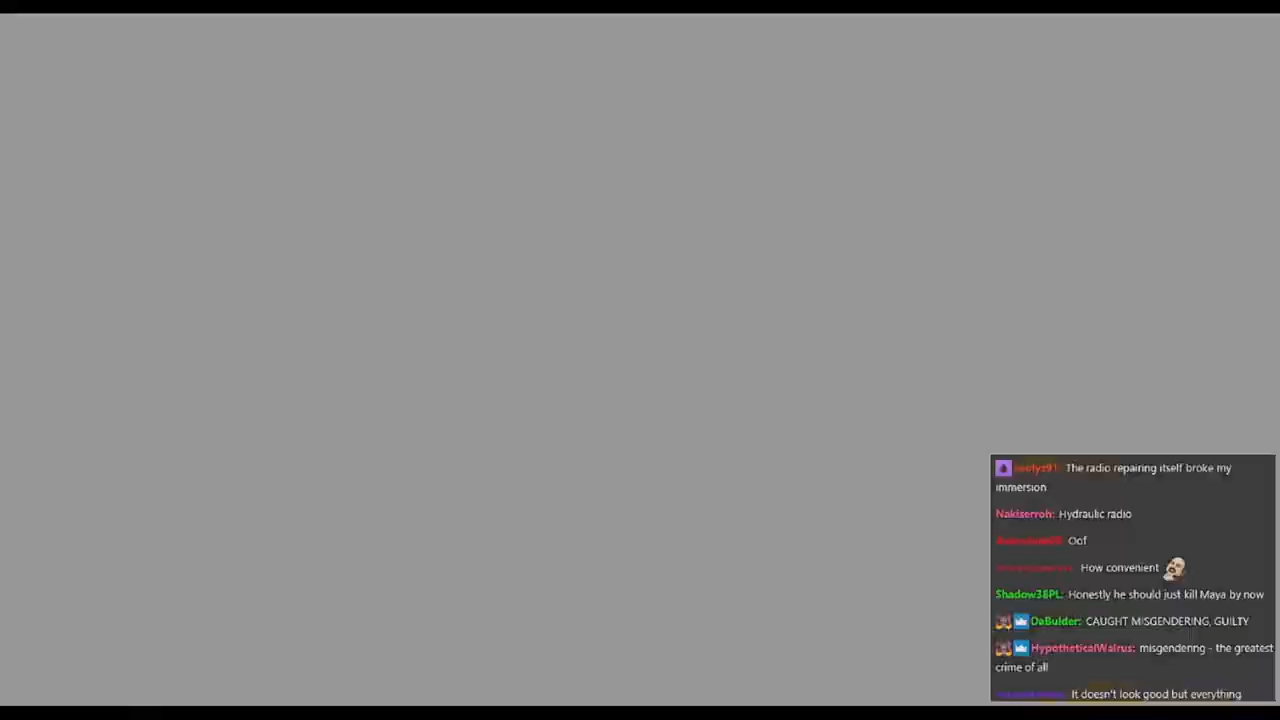 The radio repairing itself broke my
immersion
Nakiserroh: Hydraulic radio
Oof
How convenient
Shadow38PL: Honestly he should just kill Maya by now
DaBulder: CAUGHT MISGENDERING, GUILTY
HypotheticalWalrus: misgendering - the greatest
crime of all
It doesn't look good but everything